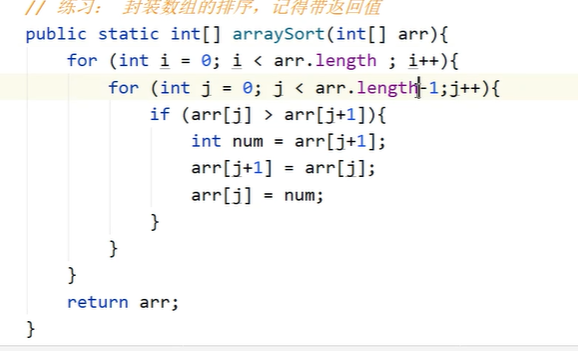 // 练习： 封装数组的排序，记得带返回值
public static int[] arraySort(int[] arr){
for (int i = 0; i < arr.length ; i++){
for (int j = 0; j < arr.length-1;j++){
if (arr[j] > arr[j+1]){
int num = arr[j+1];
arr[j+1] = arr[j];
arr[j] = num;
}
}
}
return arr;
}